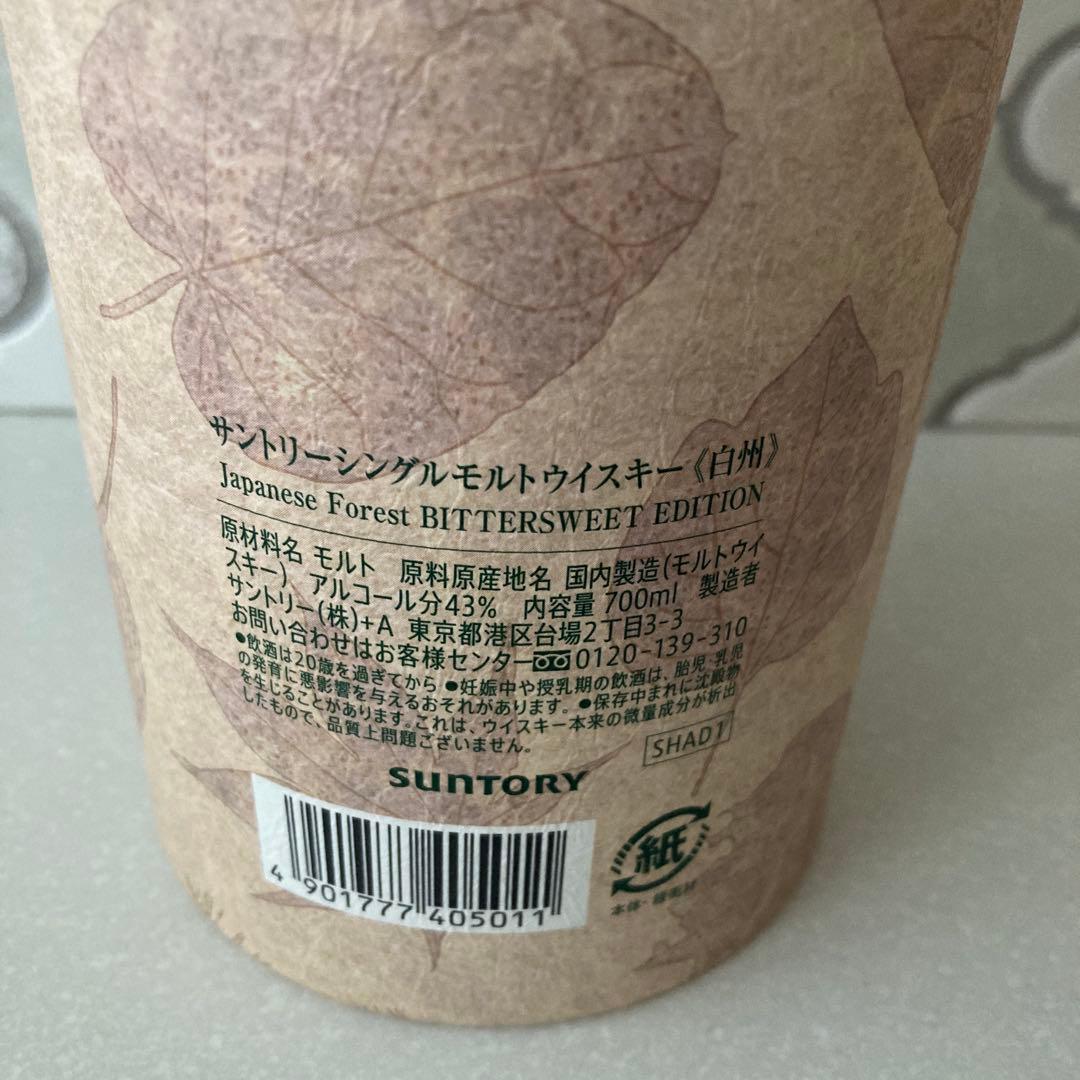 サントリーシングルモルトウイスキー《白州》
Japanese Forest BITTERSWEET EDITION
原材料名 モルト　原料原産地名 国内製造(モルトウイ
スキー)　アルコール分43%　内容量 700ml　製造者
サントリー(株)+A 東京都港区台場2丁目3-3
お問い合わせはお客様センター 0120-139-310
●飲酒は20歳を過ぎてから ●妊娠中や授乳期の飲酒は、胎児・乳児
の発育に悪影響を与えるおそれがあります。 ●保存中まれに沈殿物
を生じることがあります。これは、ウイスキー本来の微量成分が析出
したもので、品質上問題ございません。
SHAD1
SUNTORY
4 901777 405011
紙
本体・